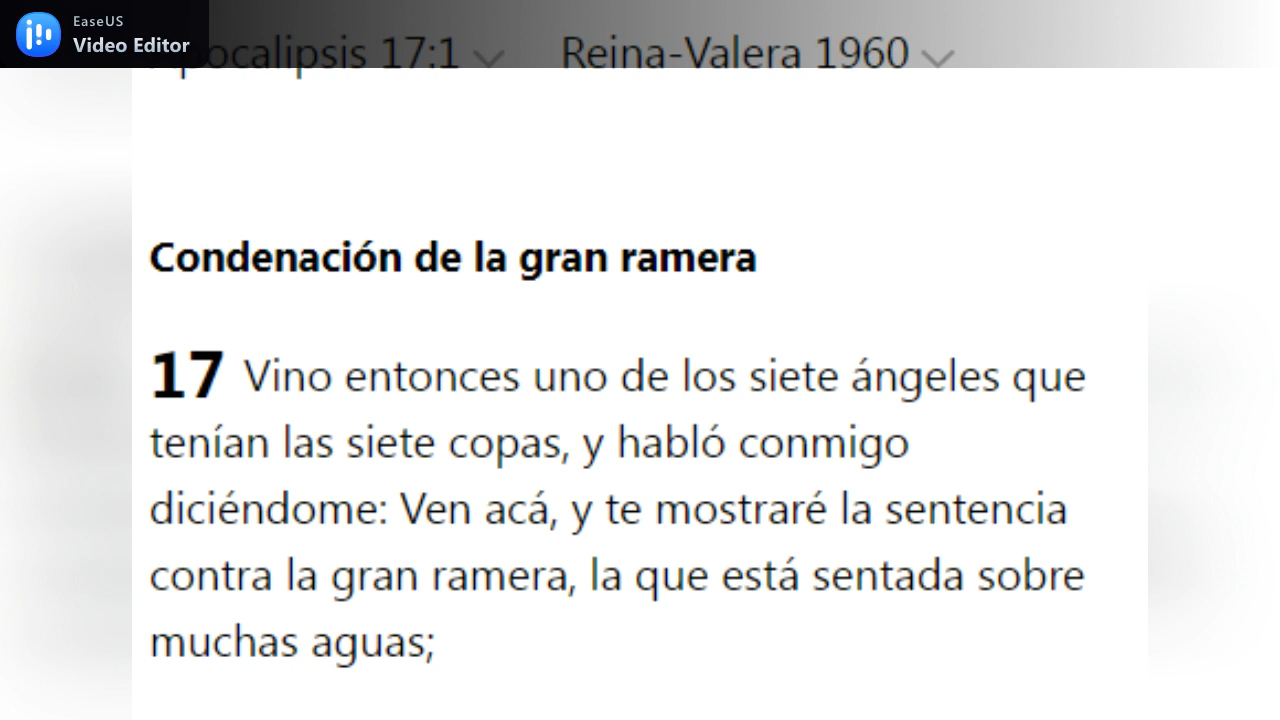 EaseUS
Video Editor
Apocalipsis 17:1 Reina-Valera 1960
Condenación de la gran ramera
17 Vino entonces uno de los siete ángeles que
tenían las siete copas, y habló conmigo
diciéndome: Ven acá, y te mostraré la sentencia
contra la gran ramera, la que está sentada sobre
muchas aguas;